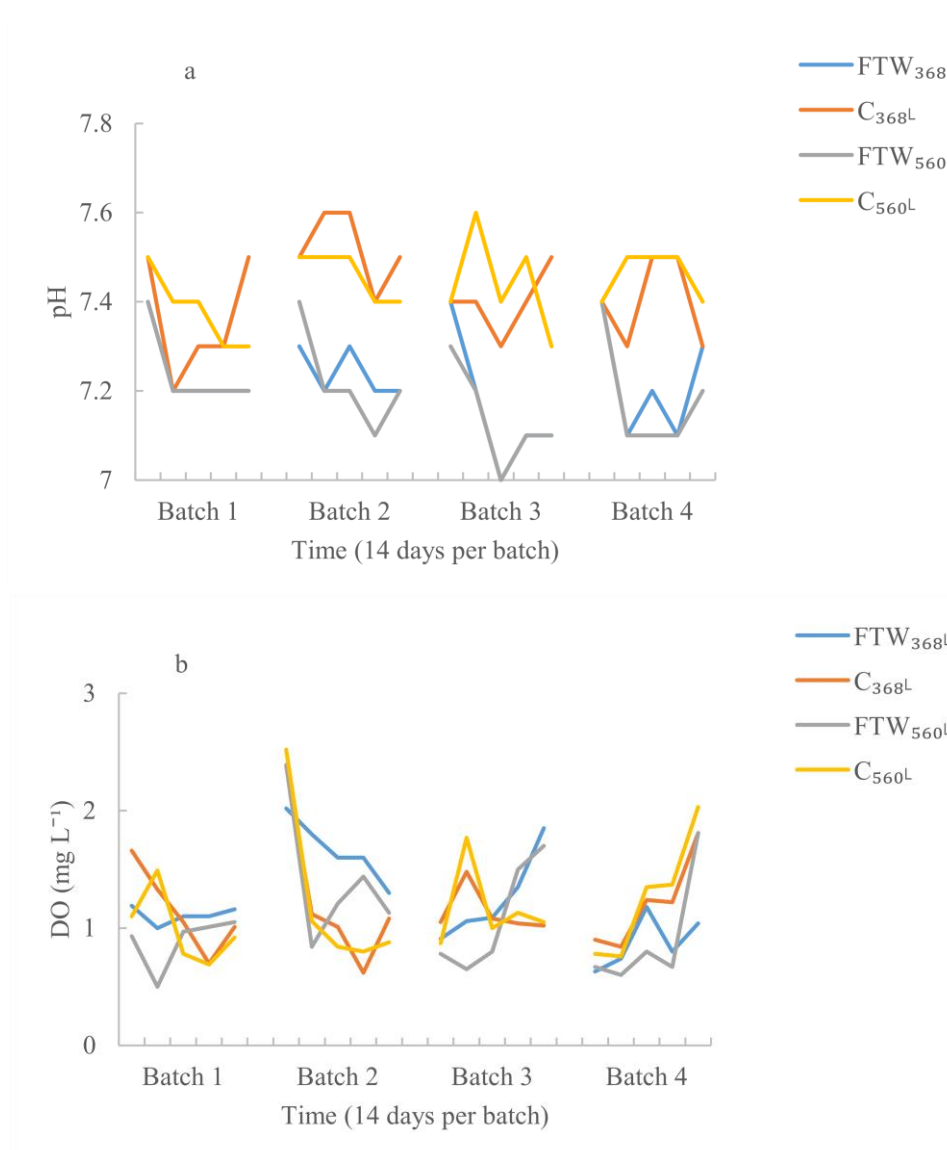 a
FTW₃₆₈
C₃₆₈L
FTW₅₆₀
C₅₆₀L
7.8
7.6
7.4
7.2
7
pH
Batch 1 Batch 2 Batch 3 Batch 4
Time (14 days per batch)
b
FTW₃₆₈L
C₃₆₈L
FTW₅₆₀L
C₅₆₀L
3
2
1
0
DO (mg L⁻¹)
Batch 1 Batch 2 Batch 3 Batch 4
Time (14 days per batch)